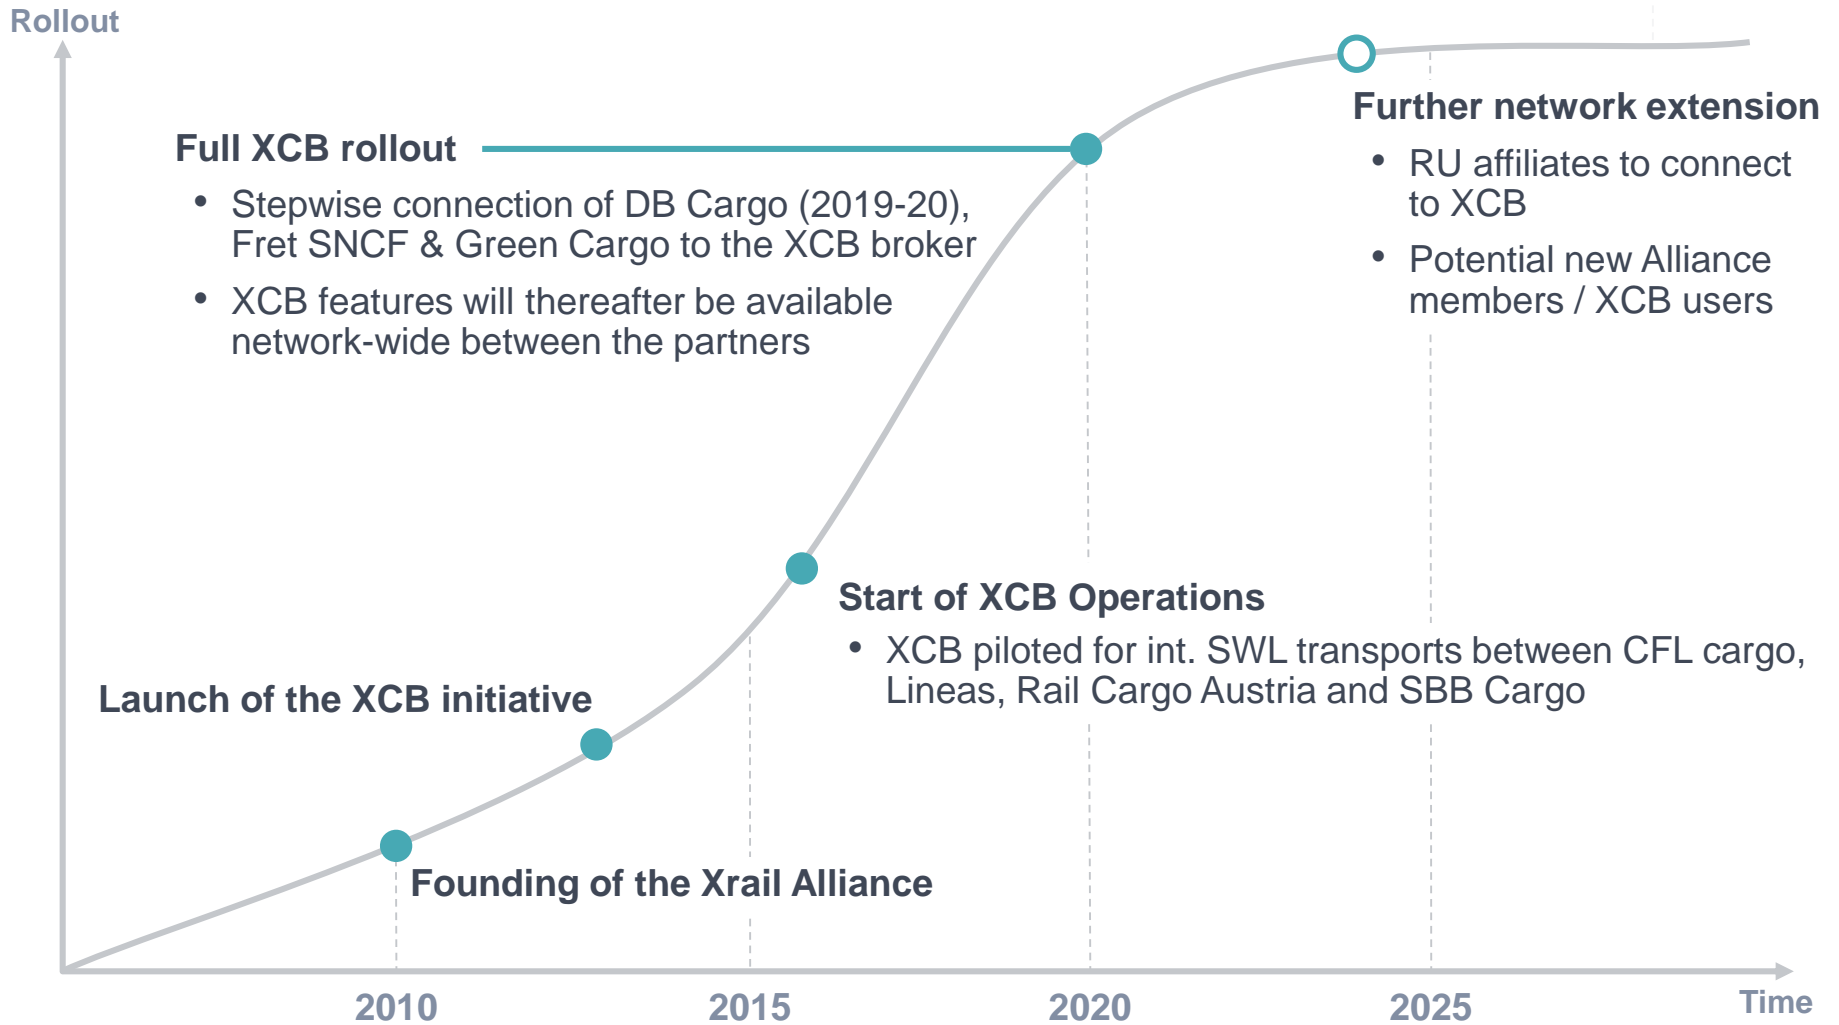 Rollout
Full XCB rollout
• Stepwise connection of DB Cargo (2019-20),
Fret SNCF & Green Cargo to the XCB broker
• XCB features will thereafter be available
network-wide between the partners
Further network extension
• RU affiliates to connect
to XCB
• Potential new Alliance
members / XCB users
Start of XCB Operations
• XCB piloted for int. SWL transports between CFL cargo,
Lineas, Rail Cargo Austria and SBB Cargo
Launch of the XCB initiative
Founding of the Xrail Alliance
2010
2015
2020
2025
Time